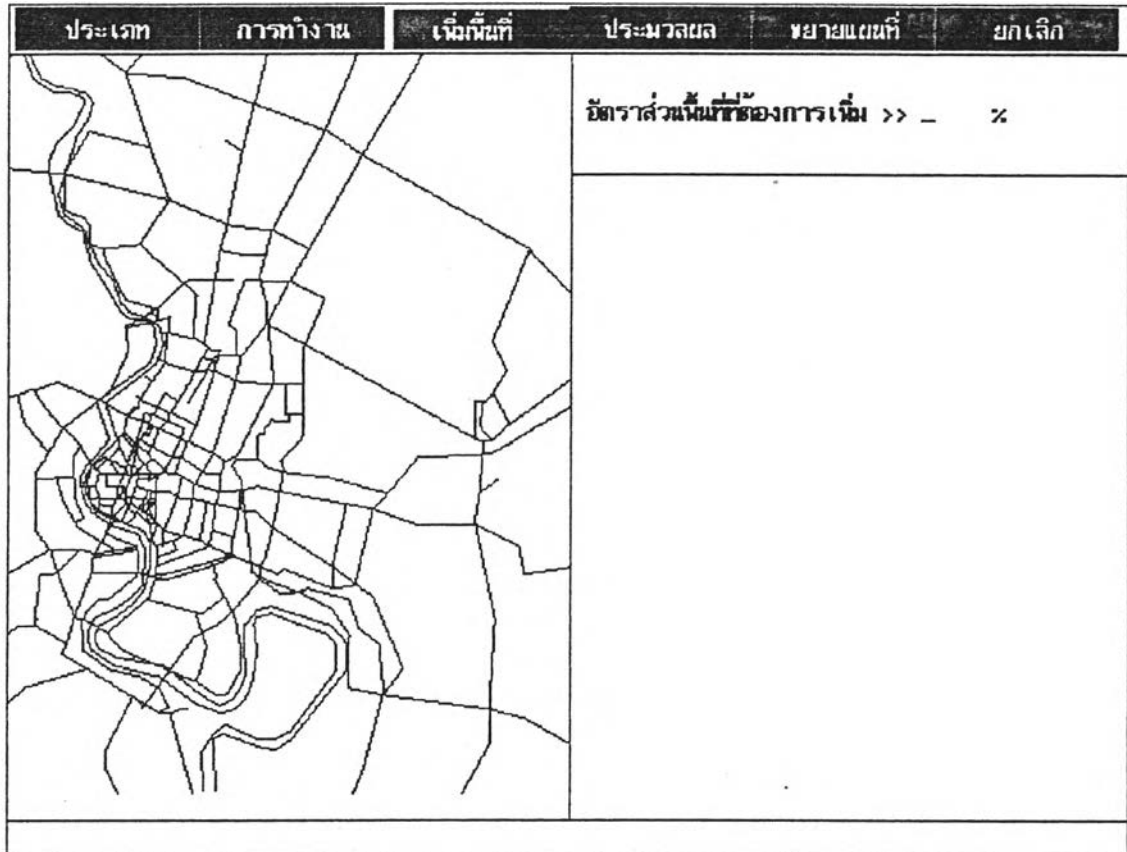 ประเภท การทำงาน เพิ่มพื้นที่ ประมวลผล ขยายแผนที่ ยกเลิก
อัตราส่วนพื้นที่ที่ต้องการเพิ่ม >> _ %